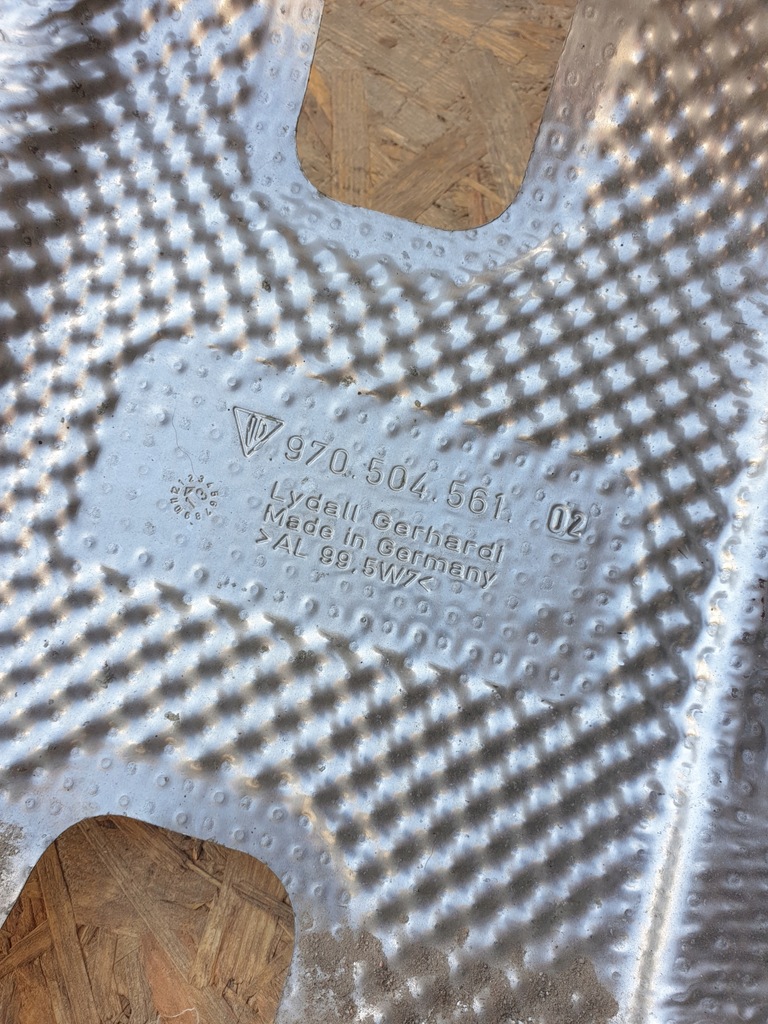 970.504.561. 02
Lydall Gerhardi
Made in Germany
>AL 99,5W7<